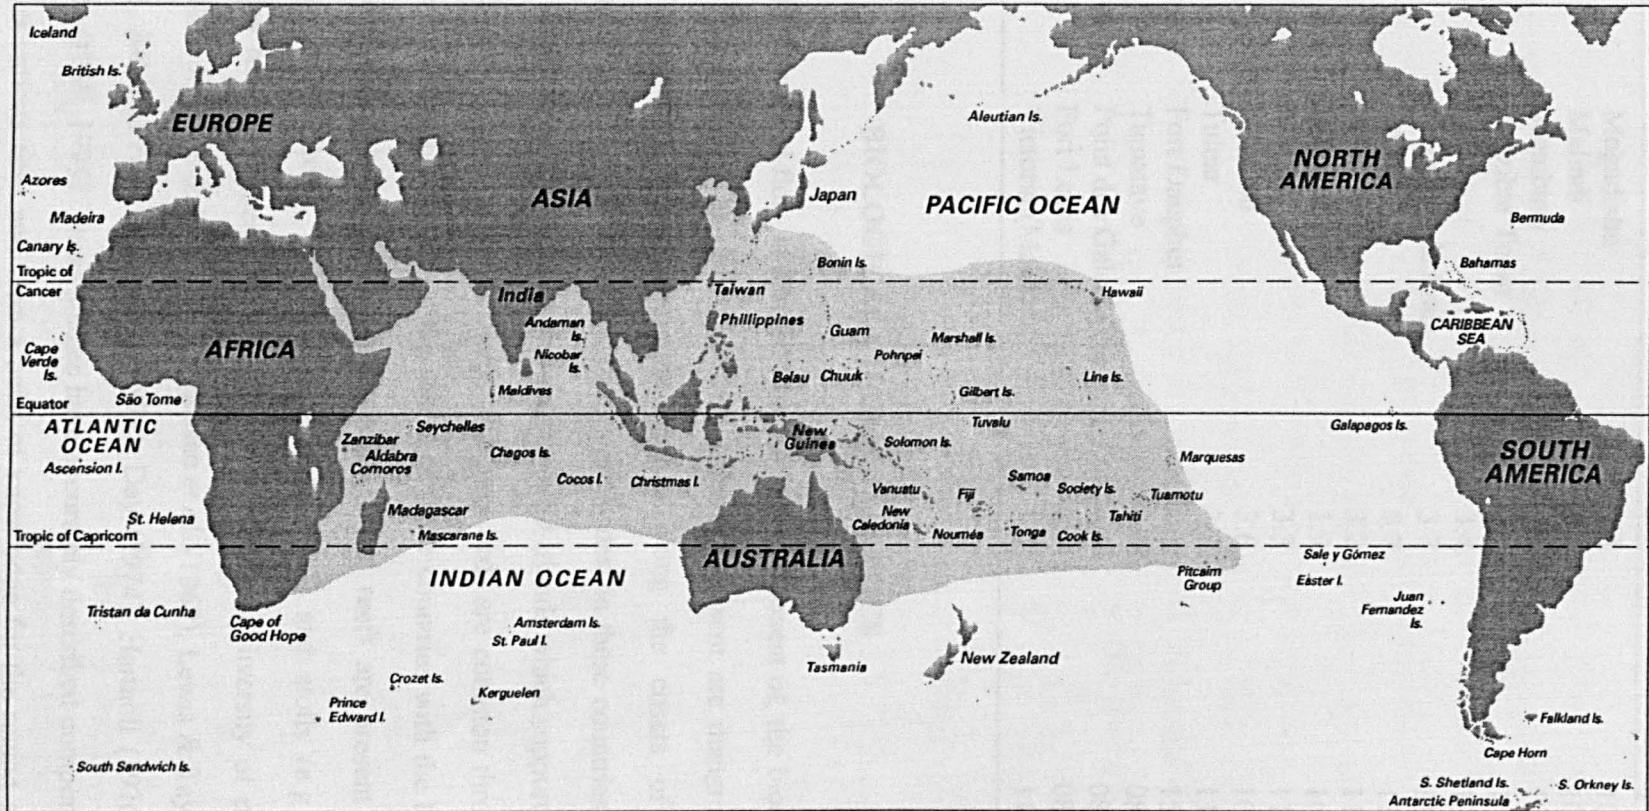 Iceland
British Is.
EUROPE
Aleutian Is.
NORTH
AMERICA
Azores
ASIA
Japan
PACIFIC OCEAN
Madeira
Bermuda
Canary Is.
Bonin Is.
Bahamas
Tropic of
Cancer
India
Taiwan
Hawaii
Andaman
Is.
Phillippines
Guam
Marshall Is.
CARIBBEAN
SEA
Cape
Verde
Is.
AFRICA
Nicobar
Is.
Pohnpei
Maldives
Belau
Chuuk
Line Is.
Gilbert Is.
São Tome
Equator
ATLANTIC
OCEAN
Seychelles
Tuvalu
Galapagos Is.
Zanzibar
Aldabra
Comoros
New
Guinea
Solomon Is.
SOUTH
AMERICA
Ascension I.
Chagos Is.
Marquesas
Cocos I.
Christmas I.
Samoa
Vanuatu
Fiji
Society Is.
Tuamotu
Madagascar
St. Helena
New
Caledonia
Tahiti
Tropic of Capricorn
Mascarane Is.
Nouméa
Tonga
Cook Is.
AUSTRALIA
Sale y Gómez
INDIAN OCEAN
Pitcairn
Group
Easter I.
Juan
Fernandez
Is.
Tristan da Cunha
Cape of
Good Hope
Amsterdam Is.
St. Paul I.
Tasmania
New Zealand
Crozet Is.
Kerguelen
Prince
Edward I.
Falkland Is.
Cape Horn
South Sandwich Is.
S. Shetland Is.
S. Orkney Is.
Antarctic Peninsula